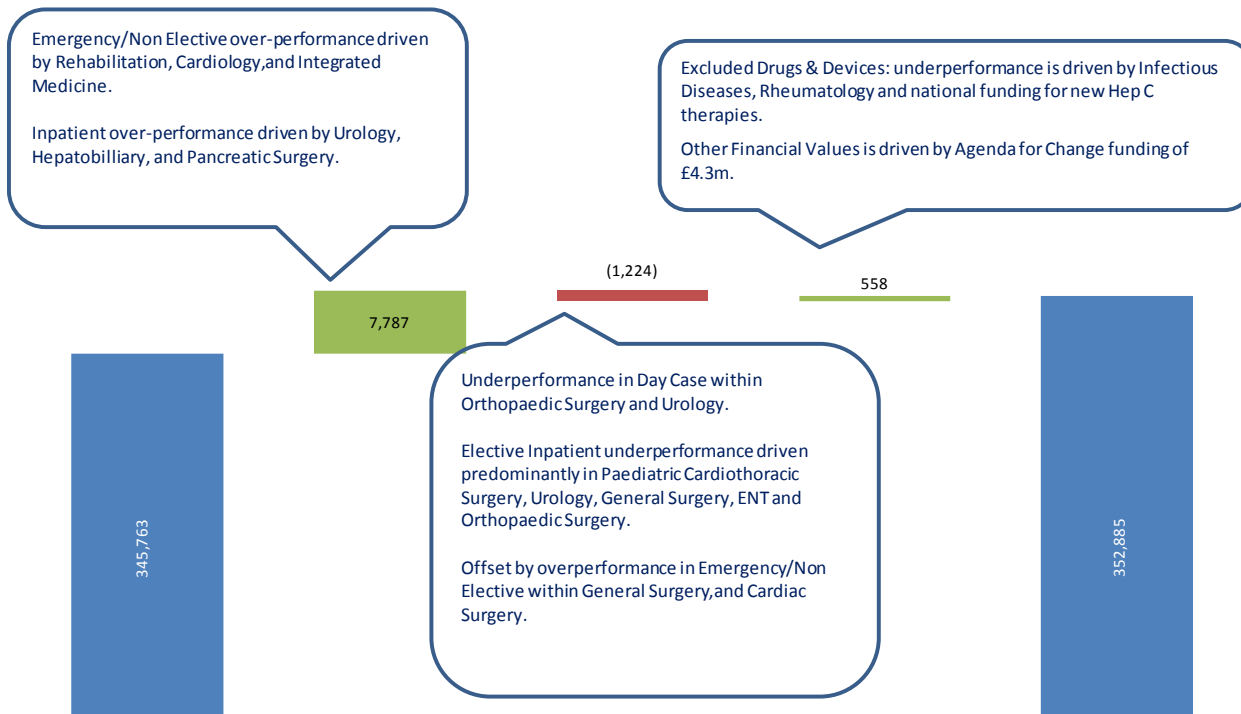 Emergency/Non Elective over-performance driven
by Rehabilitation, Cardiology,and Integrated
Medicine.
Inpatient over-performance driven by Urology,
Hepatobilliary, and Pancreatic Surgery.
Excluded Drugs & Devices: underperformance is driven by Infectious
Diseases, Rheumatology and national funding for new Hep C
therapies.
Other Financial Values is driven by Agenda for Change funding of
£4.3m.
(1,224)
558
7,787
Underperformance in Day Case within
Orthopaedic Surgery and Urology.
Elective Inpatient underperformance driven
predominantly in Paediatric Cardiothoracic
Surgery, Urology, General Surgery, ENT and
Orthopaedic Surgery.
Offset by overperformance in Emergency/Non
Elective within General Surgery,and Cardiac
Surgery.
345,763
352,885